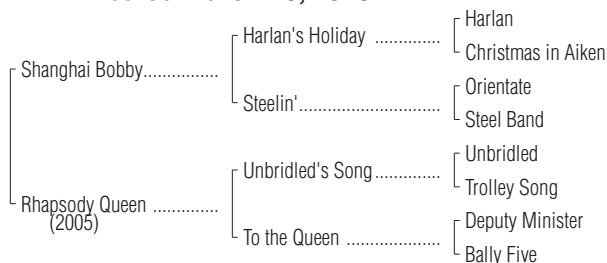 Harlan
Harlan's Holiday ..............
Christmas in Aiken
Shanghai Bobby................
Orientate
Steelin'..............................
Steel Band
Unbridled
Unbridled's Song..............
Trolley Song
Rhapsody Queen ..............
(2005)
Deputy Minister
To the Queen ....................
Bally Five